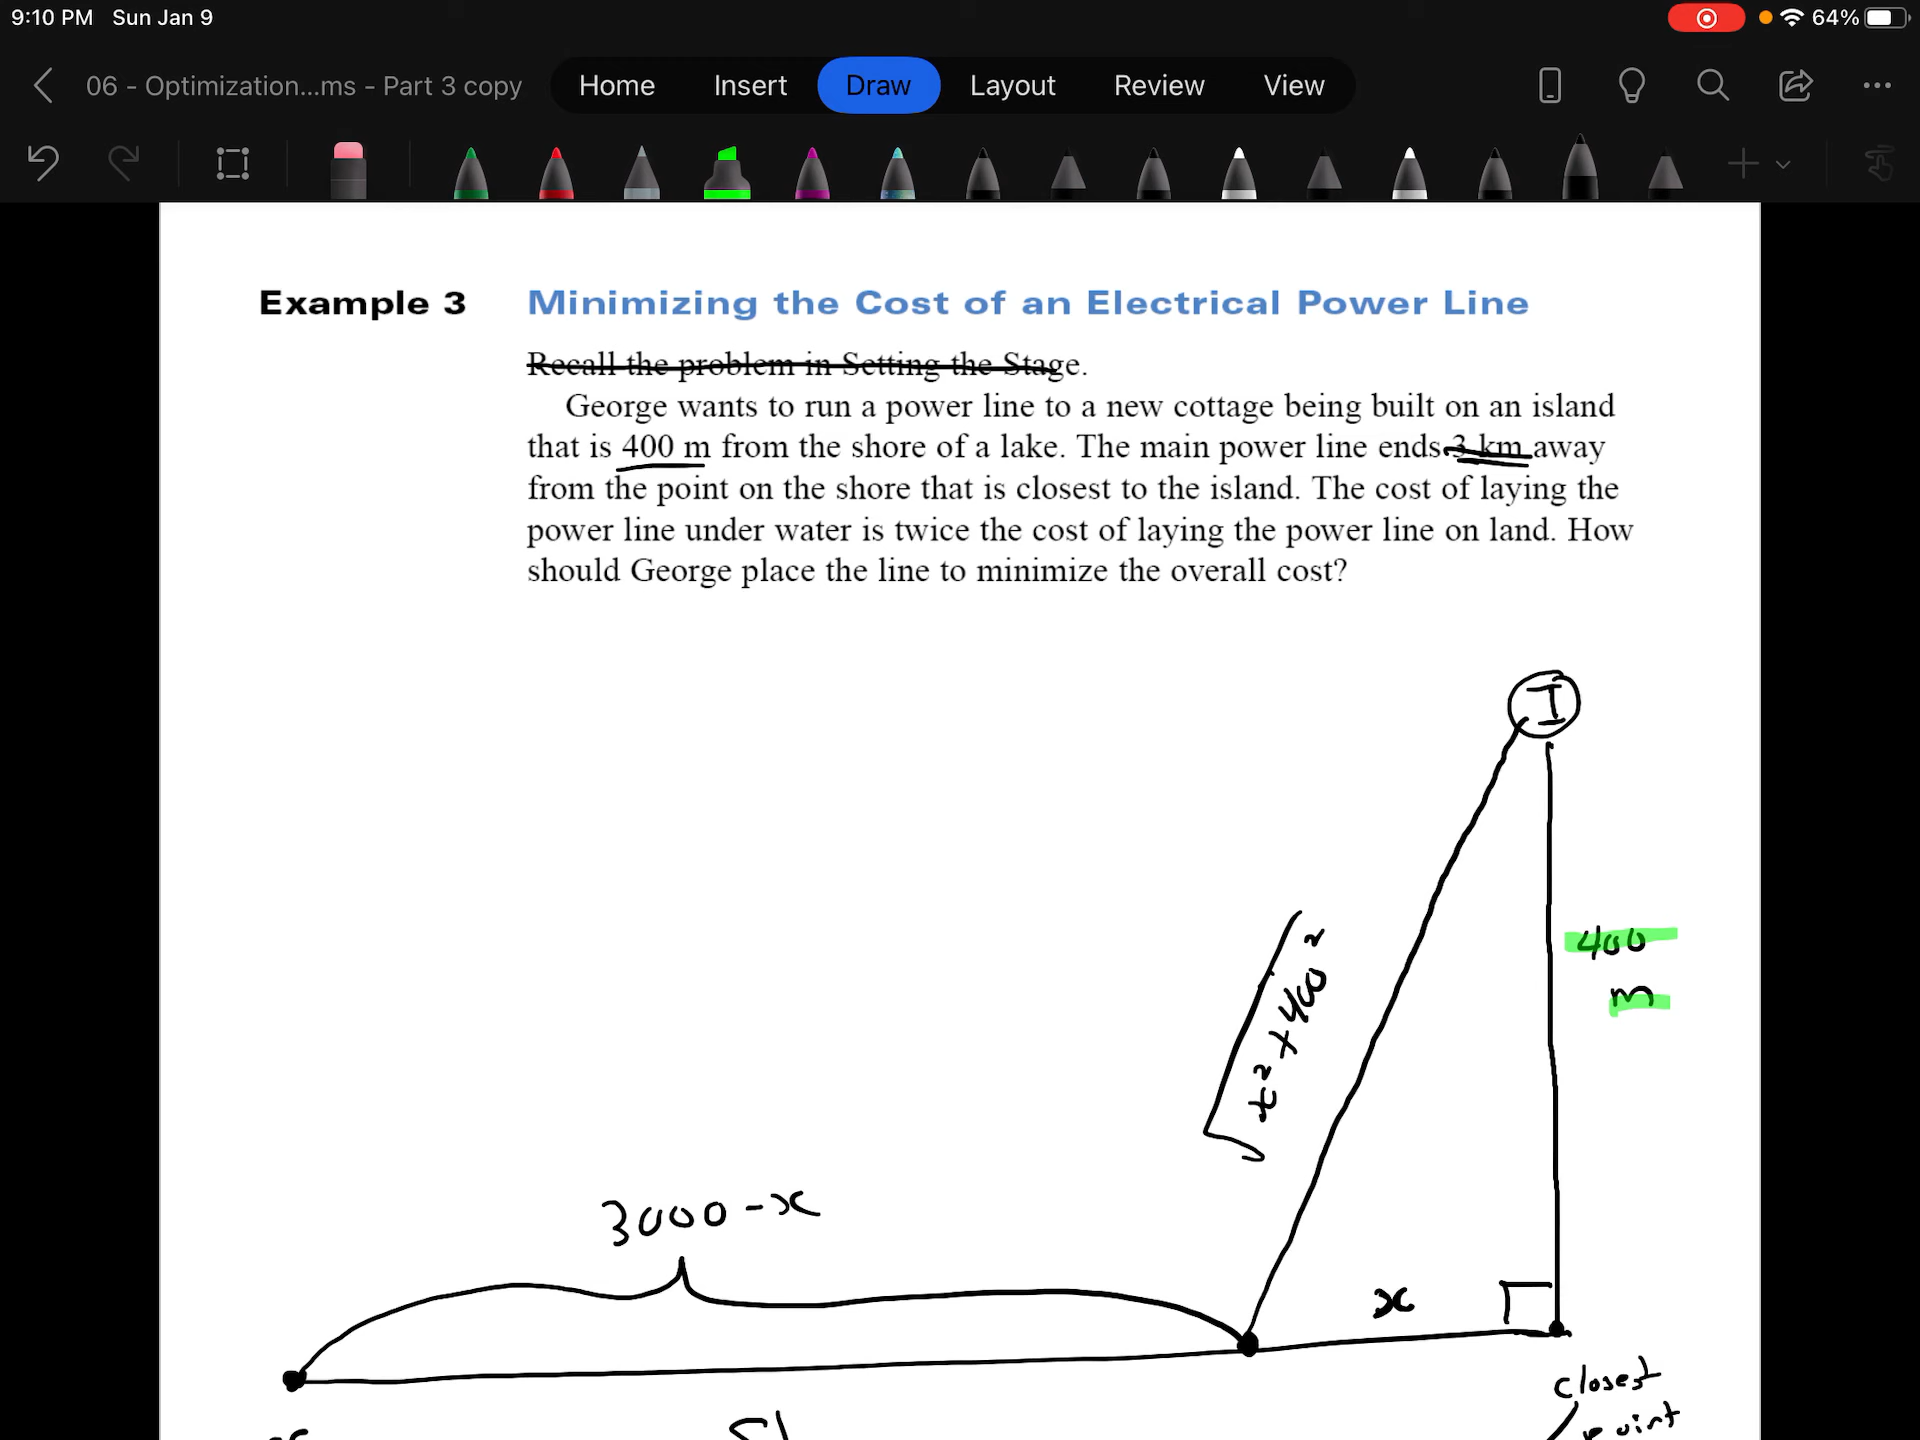 9:10 PM Sun Jan 9
64%
06 - Optimization...ms - Part 3 copy
Home Insert Draw Layout Review View
Example 3 Minimizing the Cost of an Electrical Power Line
Recall the problem in Setting the Stage.
George wants to run a power line to a new cottage being built on an island
that is 400 m from the shore of a lake. The main power line ends 3 km away
from the point on the shore that is closest to the island. The cost of laying the
power line under water is twice the cost of laying the power line on land. How
should George place the line to minimize the overall cost?
I
400
m
√x²+400²
3000-x
x
closest
point